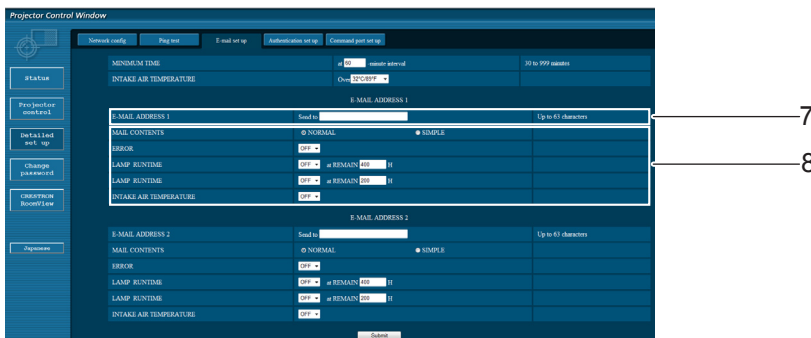 Projector Control Window
Network config Ping test E-mail set up Authentication set up Command port set up
MINIMUM TIME at 60 -minute interval 30 to 999 minutes
INTAKE AIR TEMPERATURE Over 32°C/89°F
E-MAIL ADDRESS 1
E-MAIL ADDRESS 1 Send to Up to 63 characters
MAIL CONTENTS NORMAL SIMPLE
ERROR OFF
LAMP RUNTIME OFF at REMAIN 400 H
LAMP RUNTIME OFF at REMAIN 200 H
INTAKE AIR TEMPERATURE OFF
E-MAIL ADDRESS 2
E-MAIL ADDRESS 2 Send to Up to 63 characters
MAIL CONTENTS NORMAL SIMPLE
ERROR OFF
LAMP RUNTIME OFF at REMAIN 400 H
LAMP RUNTIME OFF at REMAIN 200 H
INTAKE AIR TEMPERATURE OFF
Submit
Status
Projector
control
Detailed
set up
Change
password
CRESTRON
RoomView
Japanese
7
8